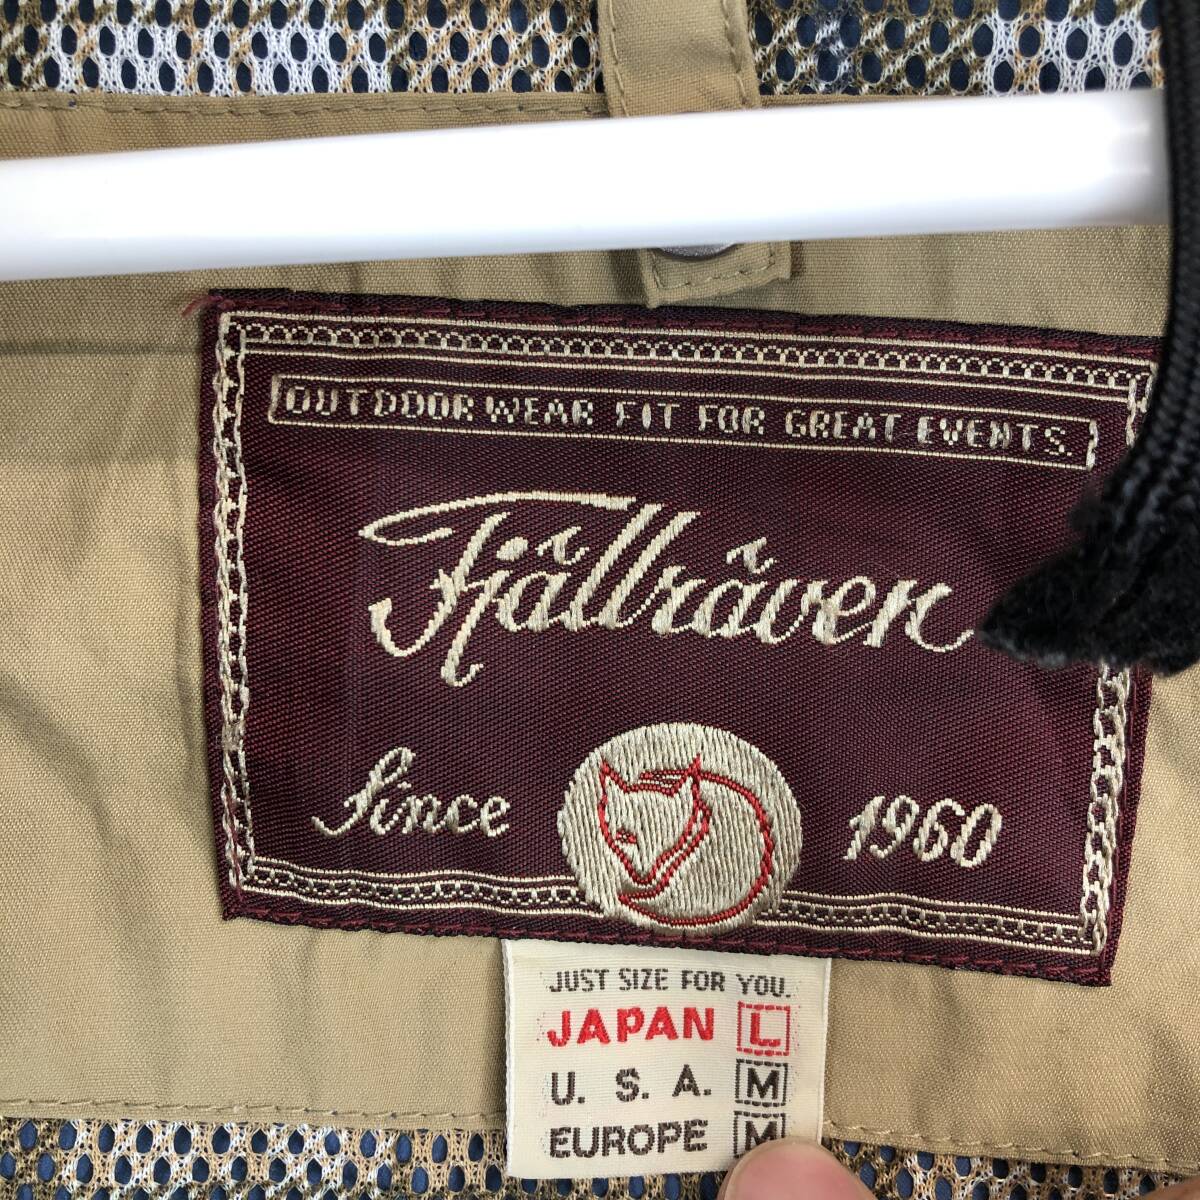 OUTDOOR WEAR FIT FOR GREAT EVENTS.
Fjällräven
Since 1960
JUST SIZE FOR YOU.
JAPAN L
U. S. A. M
EUROPE M